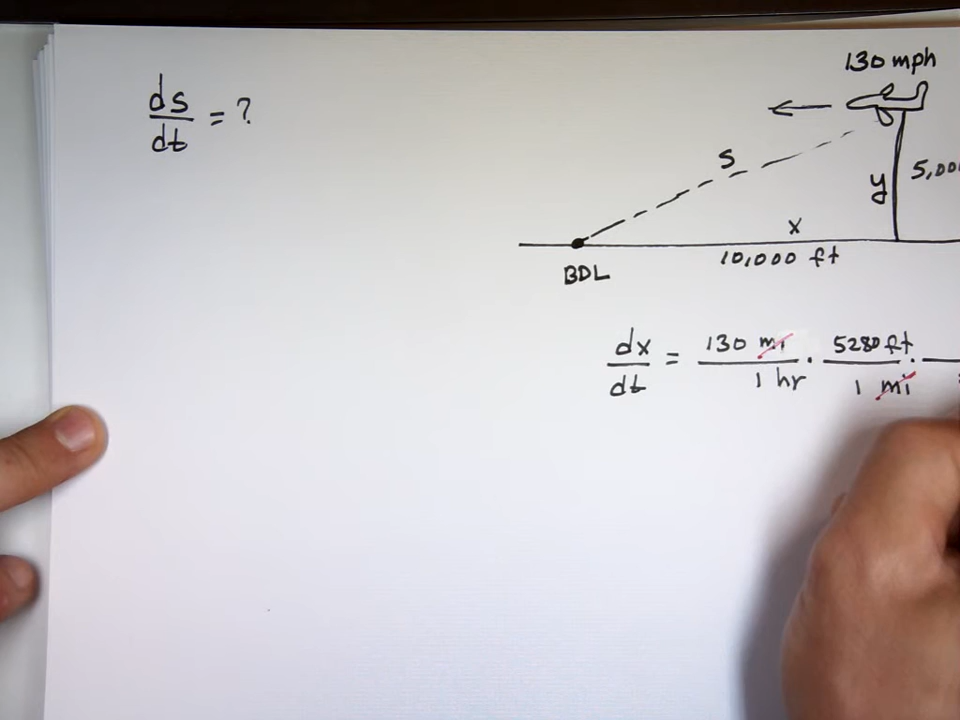 ds/dt = ?
130 mph
s
y
5,00
x
10,000 ft
BDL
dx/dt = 130 mi/1 hr · 5280 ft/1 mi ·